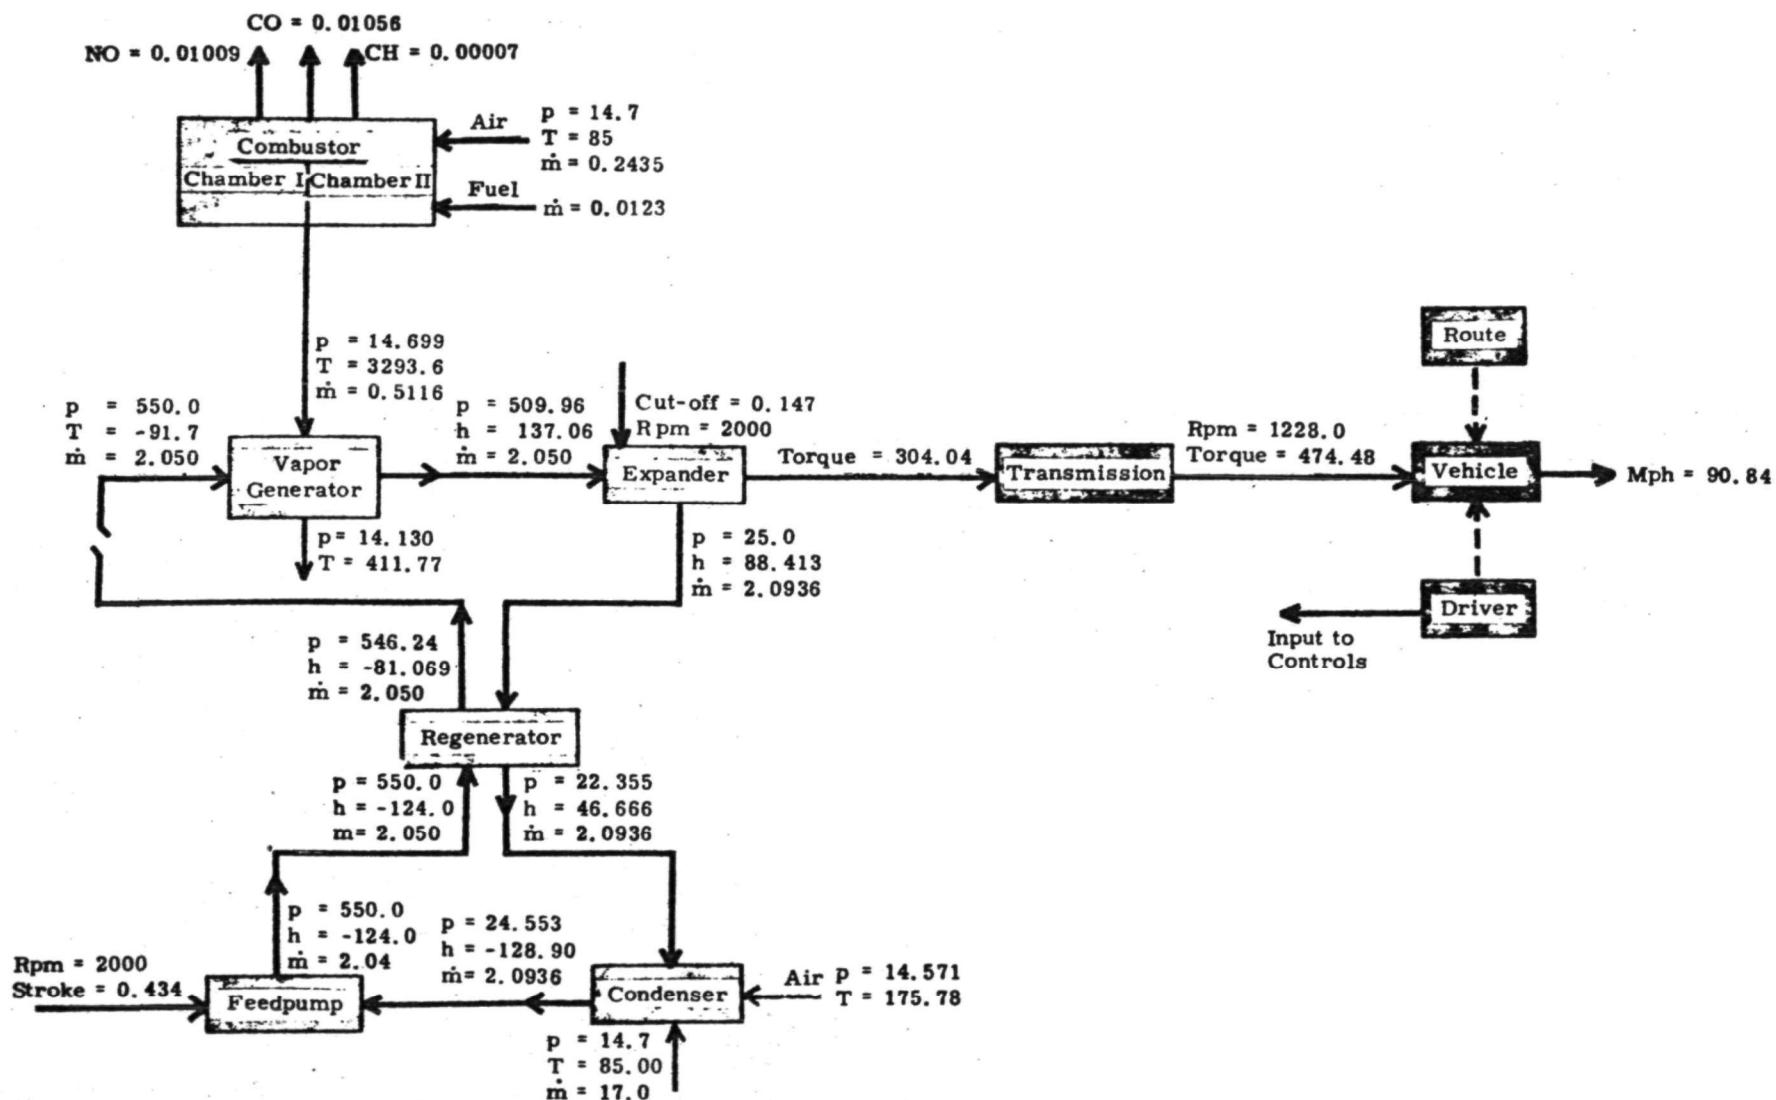 CO = 0.01056
NO = 0.01009
CH = 0.00007
Combustor
Chamber I
Chamber II
Air
p = 14.7
T = 85
ṁ = 0.2435
Fuel
ṁ = 0.0123
p = 14.699
T = 3293.6
ṁ = 0.5116
p = 550.0
T = -91.7
ṁ = 2.050
Vapor
Generator
p = 509.96
h = 137.06
ṁ = 2.050
Cut-off = 0.147
Rpm = 2000
Expander
Torque = 304.04
Transmission
Rpm = 1228.0
Torque = 474.48
Route
Vehicle
Mph = 90.84
Driver
Input to
Controls
p= 14.130
T = 411.77
p = 25.0
h = 88.413
ṁ = 2.0936
p = 546.24
h = -81.069
ṁ = 2.050
Regenerator
p = 550.0
h = -124.0
m= 2.050
p = 22.355
h = 46.666
ṁ = 2.0936
p = 550.0
h = -124.0
ṁ = 2.04
p = 24.553
h = -128.90
ṁ= 2.0936
Rpm = 2000
Stroke = 0.434
Feedpump
Condenser
Air
p = 14.571
T = 175.78
p = 14.7
T = 85.00
ṁ = 17.0